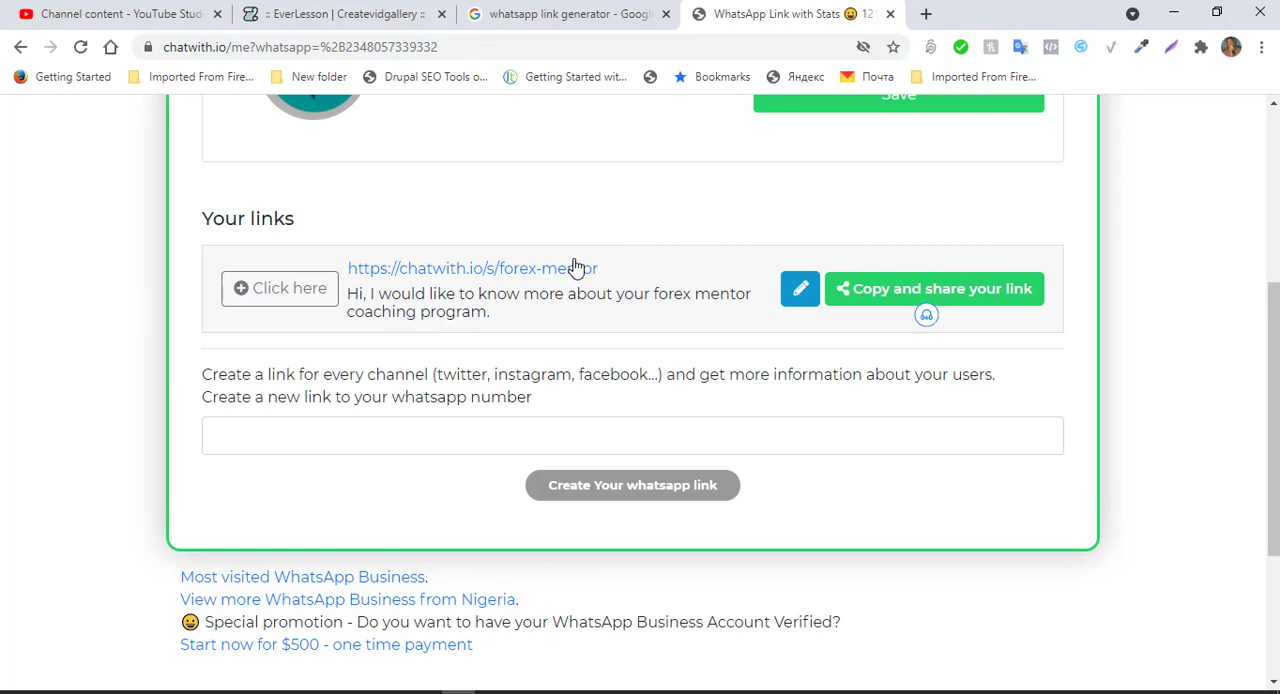 Content content - YouTube Studi
:: EverLesson | Createvidgallery ::
whatsapp link generator - Google
WhatsApp Link with Stats 😀 12
chatwith.io/me?whatsapp=%2B2348057339332
Getting Started
Imported From Fire...
New folder
Drupal SEO Tools o...
Getting Started wit...
Bookmarks
Яндекс
Почта
Imported From Fire...
Save
Your links
Click here
https://chatwith.io/s/forex-mentor
Hi, I would like to know more about your forex mentor
coaching program.
Copy and share your link
Create a link for every channel (twitter, instagram, facebook...) and get more information about your users.
Create a new link to your whatsapp number
Create Your whatsapp link
Most visited WhatsApp Business.
View more WhatsApp Business from Nigeria.
😀 Special promotion - Do you want to have your WhatsApp Business Account Verified?
Start now for $500 - one time payment